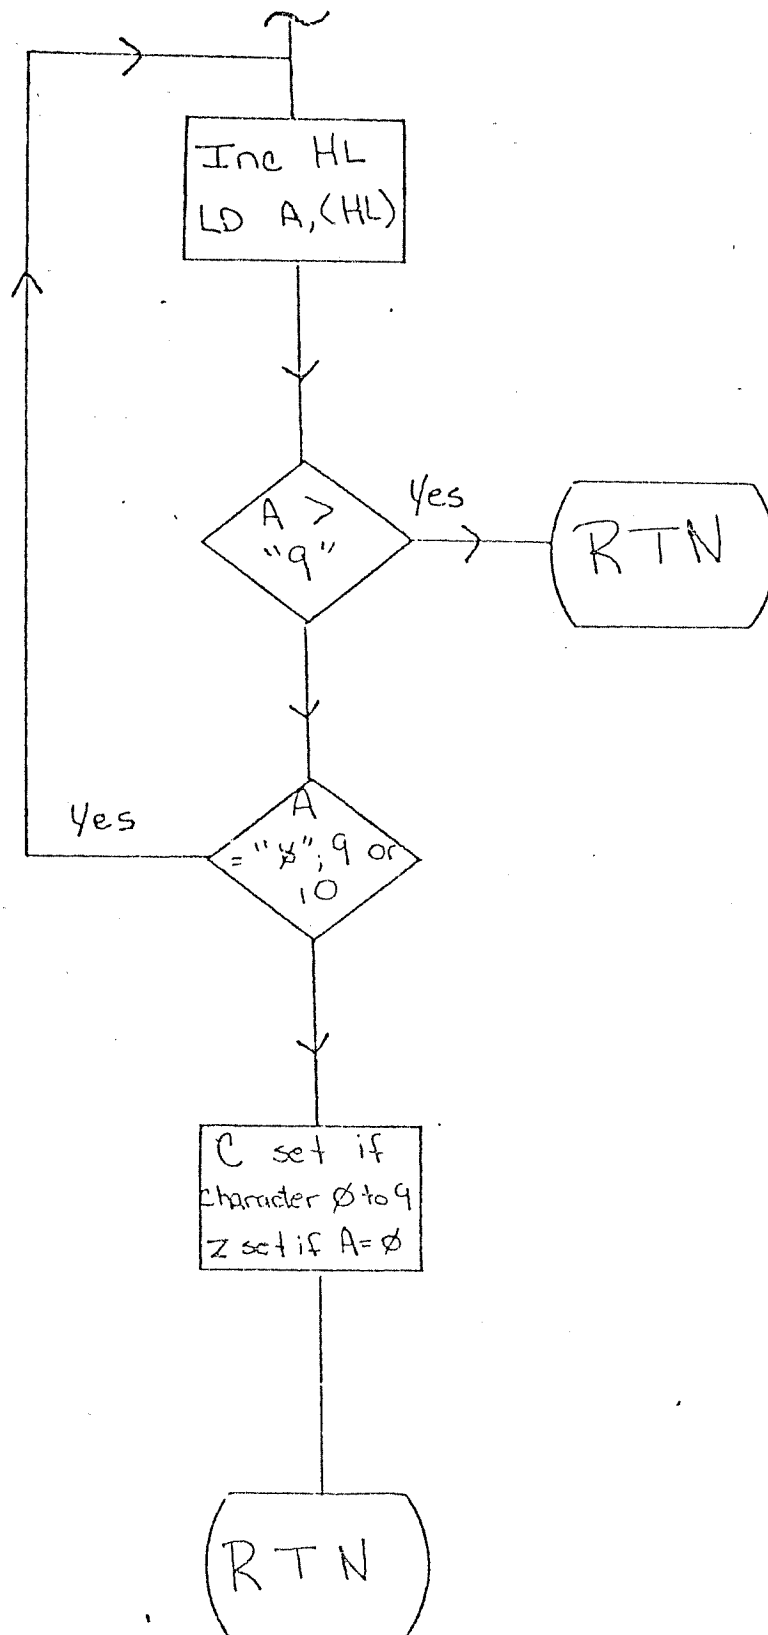 Inc HL
LD A,(HL)
A >
"9"
Yes
RTN
A
= "ƀ", 9 or
10
Yes
C set if
character Ø to 9
Z set if A=Ø
RTN